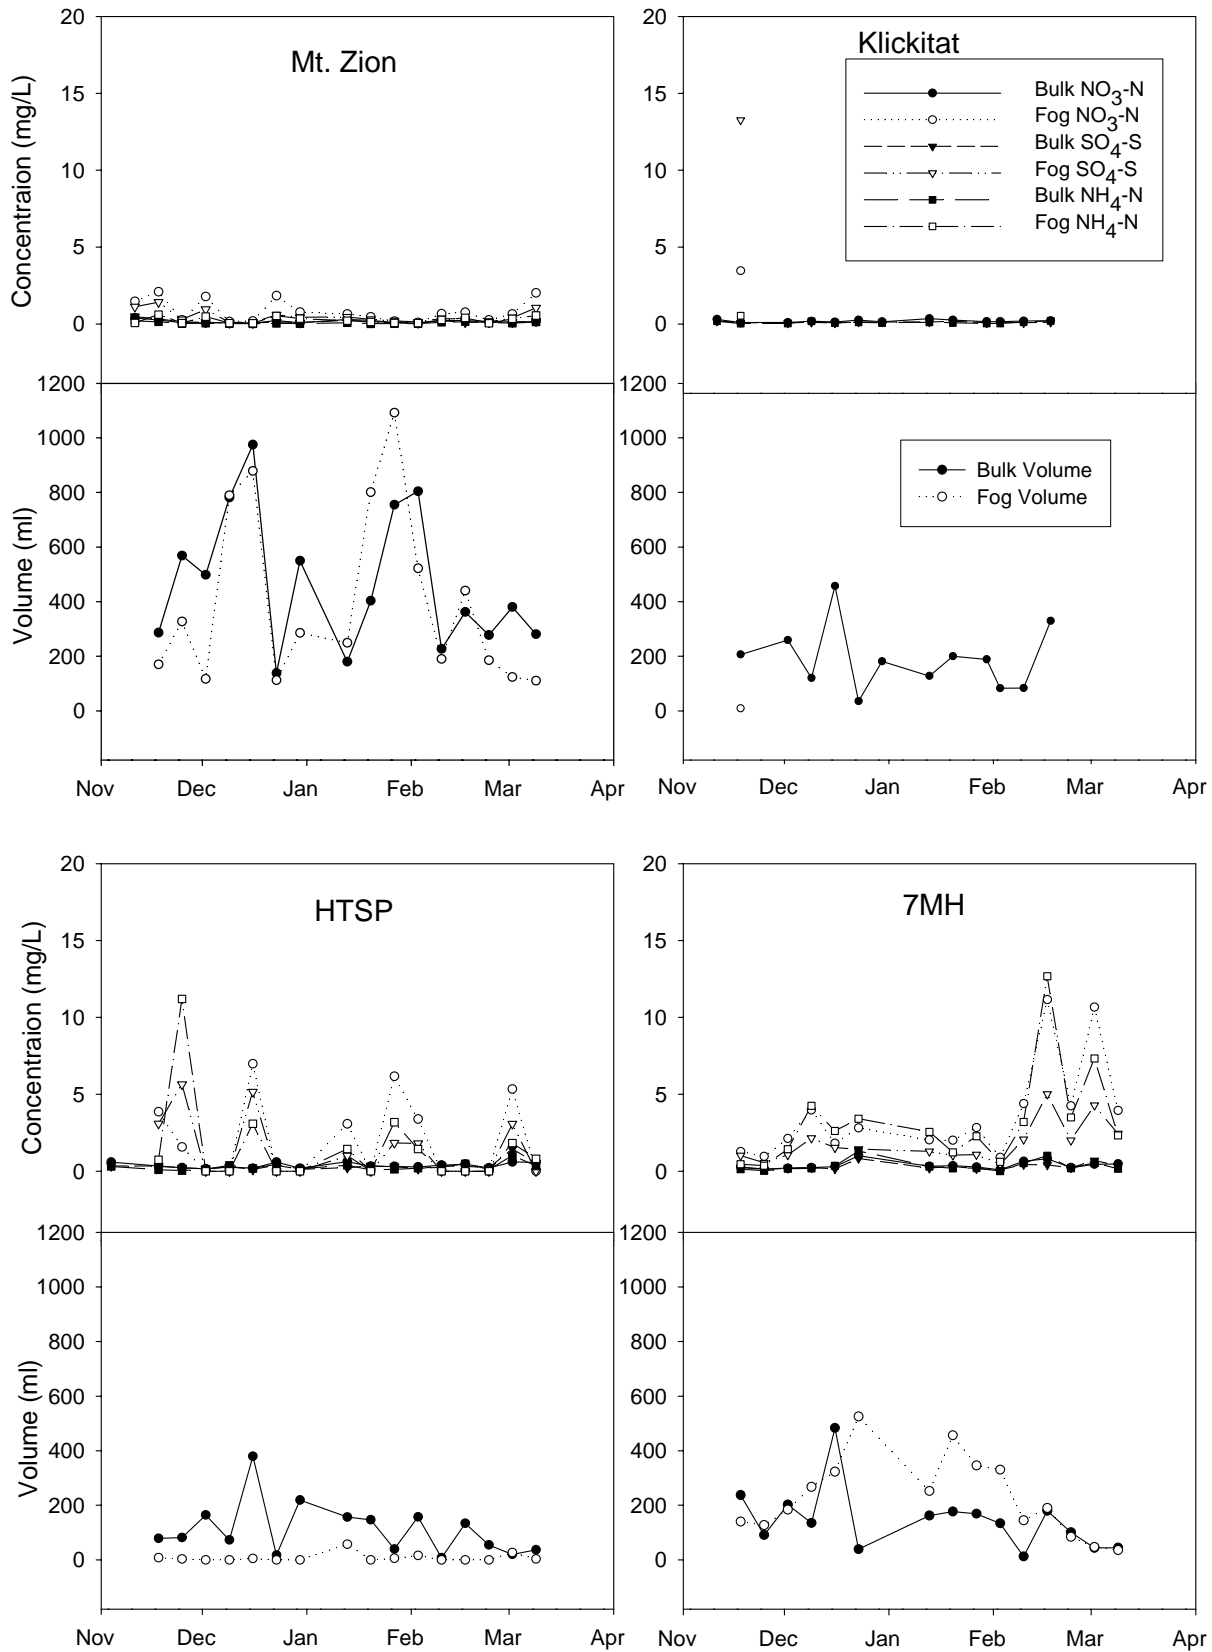 Mt. Zion
Concentraion (mg/L)
20
15
10
5
0
Volume (ml)
1200
1000
800
600
400
200
0
Nov Dec Jan Feb Mar Apr
Klickitat
20
15
10
5
0
Bulk NO3-N
Fog NO3-N
Bulk SO4-S
Fog SO4-S
Bulk NH4-N
Fog NH4-N
1200
1000
800
600
400
200
0
Bulk Volume
Fog Volume
Nov Dec Jan Feb Mar Apr
HTSP
Concentraion (mg/L)
20
15
10
5
0
Volume (ml)
1200
1000
800
600
400
200
0
Nov Dec Jan Feb Mar Apr
7MH
20
15
10
5
0
1200
1000
800
600
400
200
0
Nov Dec Jan Feb Mar Apr